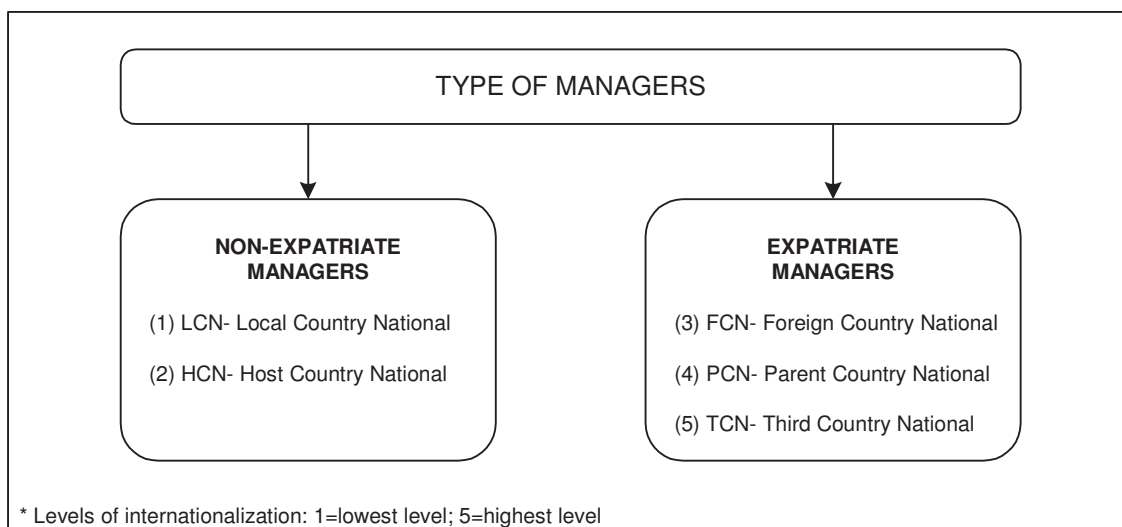 TYPE OF MANAGERS
NON-EXPATRIATE
MANAGERS
(1) LCN- Local Country National
(2) HCN- Host Country National
EXPATRIATE
MANAGERS
(3) FCN- Foreign Country National
(4) PCN- Parent Country National
(5) TCN- Third Country National
* Levels of internationalization: 1=lowest level; 5=highest level